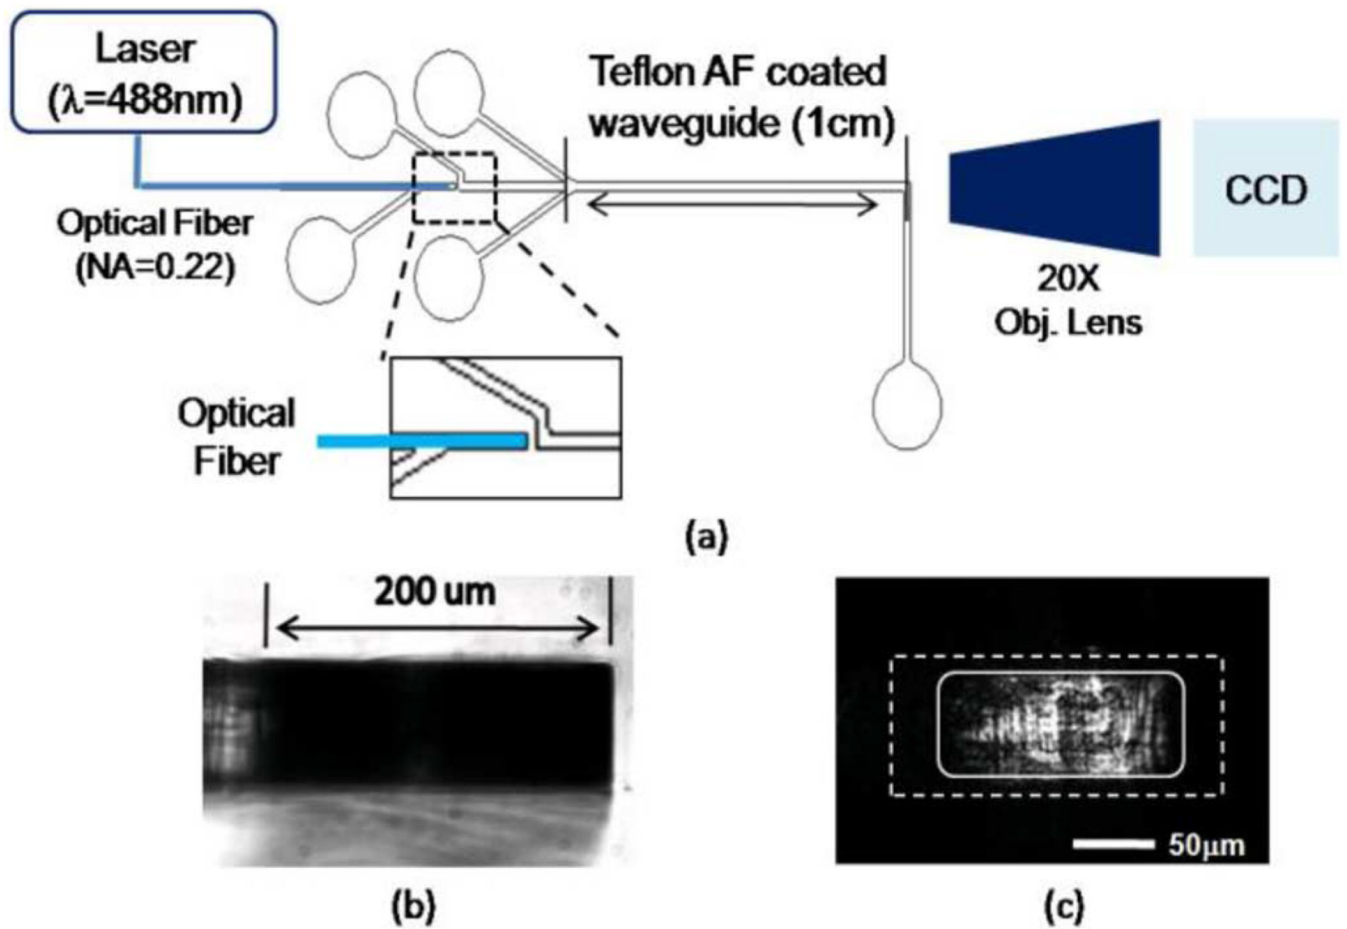 Laser
(λ=488nm)
Teflon AF coated
waveguide (1cm)
Optical Fiber
(NA=0.22)
CCD
20X
Obj. Lens
Optical
Fiber
(a)
200 um
50μm
(b)
(c)